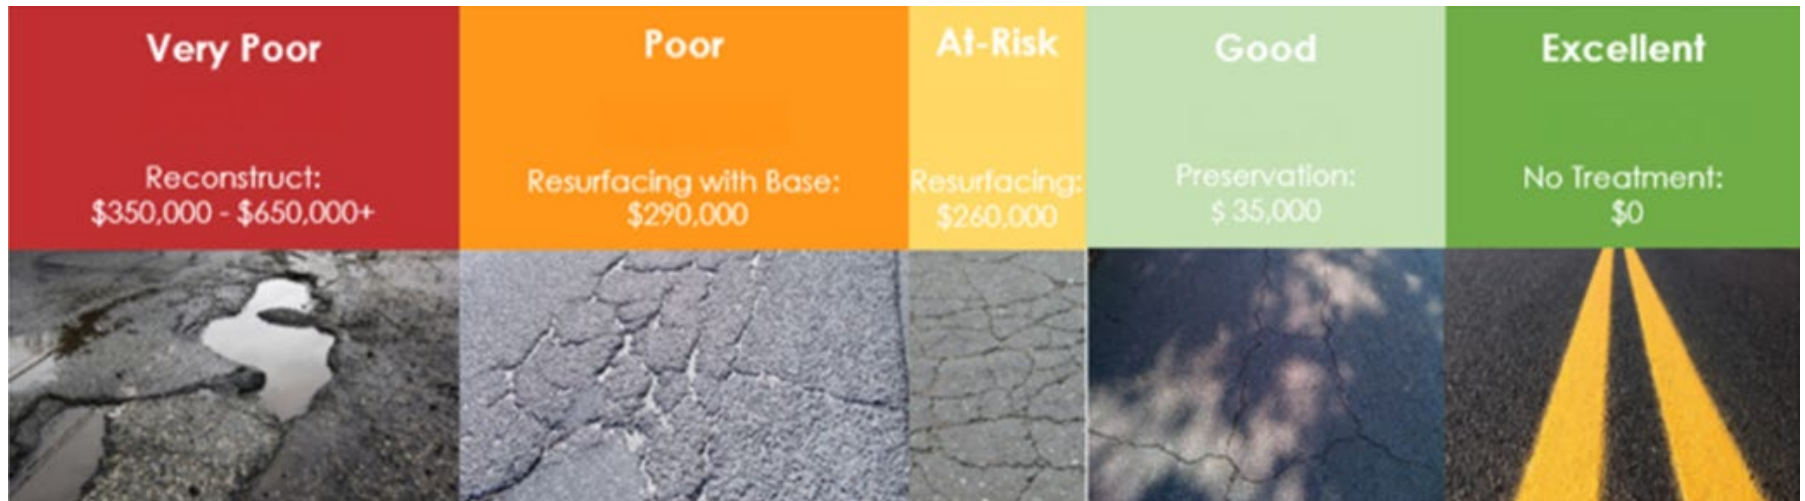 Very Poor
Reconstruct:
$350,000 - $650,000+
Poor
Resurfacing with Base:
$290,000
At-Risk
Resurfacing:
$260,000
Good
Preservation:
$ 35,000
Excellent
No Treatment:
$0